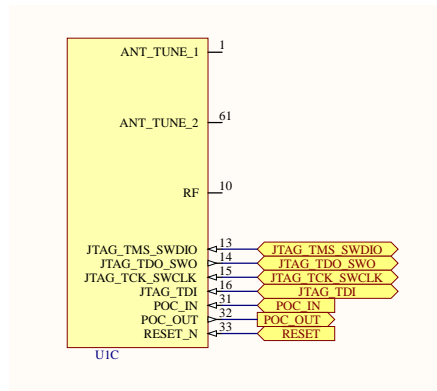 ANT_TUNE_1 1
ANT_TUNE_2 61
RF 10
JTAG_TMS_SWDIO 13 JTAG_TMS_SWDIO
JTAG_TDO_SWO 14 JTAG_TDO_SWO
JTAG_TCK_SWCLK 15 JTAG_TCK_SWCLK
JTAG_TDI 16 JTAG_TDI
POC_IN 31 POC_IN
POC_OUT 32 POC_OUT
RESET_N 33 RESET
U1C